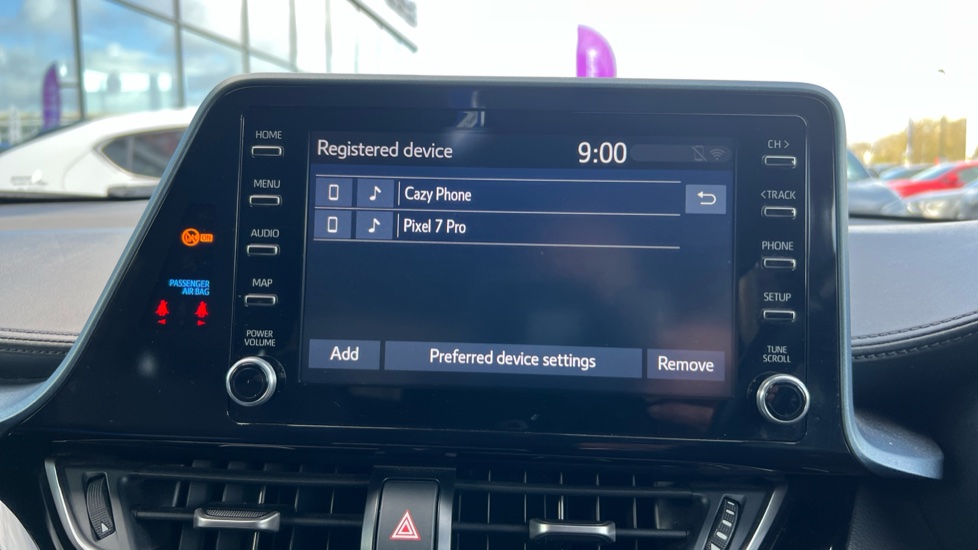 HOME
MENU
AUDIO
MAP
POWER
VOLUME
ON
PASSENGER
AIR BAG
Registered device 9:00
Cazy Phone
Pixel 7 Pro
Add Preferred device settings Remove
CH >
< TRACK
PHONE
SETUP
TUNE
SCROLL